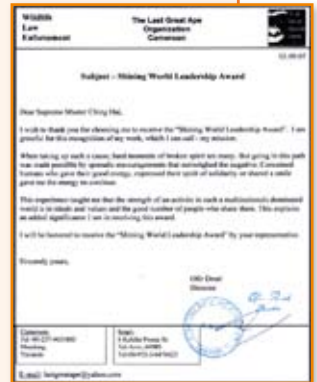 Wildlife
Law
Enforcement
The Last Great Ape
Organization
Cameroon
Subject – Shining World Leadership Award
Dear Supreme Master Ching Hai,
I wish to thank you for choosing me to receive the "Shining World Leadership Award". I am
grateful for this recognition of my work, which I can call - my mission.
When taking up such a cause, hard moments of broken spirit are many. But going in this path
was made possible by sporadic encouragements that outweighed the negative. Concerned
humans who gave their good energy, expressed their spirit of solidarity or shared a smile
gave me the energy to continue.
This experience taught me that the strength of an activist in such a multinationals dominated
world is in ideals and values and the good number of people who share them. This explains
an added significance I see in receiving this award.
I will be honored to receive the "Shining World Leadership Award" by your representative.
Sincerely yours,
Ofir Drori
Director
Cameroon:
Israel: